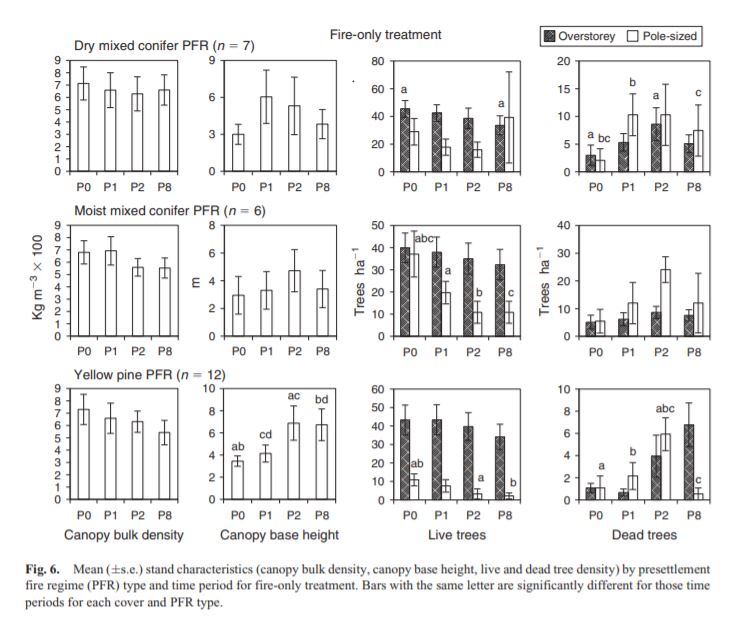 Fire-only treatment
Overstorey Pole-sized
Dry mixed conifer PFR (n = 7)
9 8 7 6 5 4 3 2 1 0
P0 P1 P2 P8
9 6 3 0
P0 P1 P2 P8
80 60 40 20 0
a a
P0 P1 P2 P8
20 15 10 5 0
a bc b a c
P0 P1 P2 P8
Moist mixed conifer PFR (n = 6)
Kg m⁻³ × 100
9 8 7 6 5 4 3 2 1 0
P0 P1 P2 P8
m
8 6 4 2 0
P0 P1 P2 P8
Trees ha⁻¹
50 40 30 20 10 0
abc a b c
P0 P1 P2 P8
Trees ha⁻¹
40 30 20 10 0
P0 P1 P2 P8
Yellow pine PFR (n = 12)
9 8 7 6 5 4 3 2 1 0
P0 P1 P2 P8
Canopy bulk density
10 8 6 4 2 0
ab cd ac bd
P0 P1 P2 P8
Canopy base height
60 50 40 30 20 10 0
ab a b
P0 P1 P2 P8
Live trees
10 8 6 4 2 0
a b abc c
P0 P1 P2 P8
Dead trees
Fig. 6. Mean (±s.e.) stand characteristics (canopy bulk density, canopy base height, live and dead tree density) by presettlement
fire regime (PFR) type and time period for fire-only treatment. Bars with the same letter are significantly different for those time
periods for each cover and PFR type.